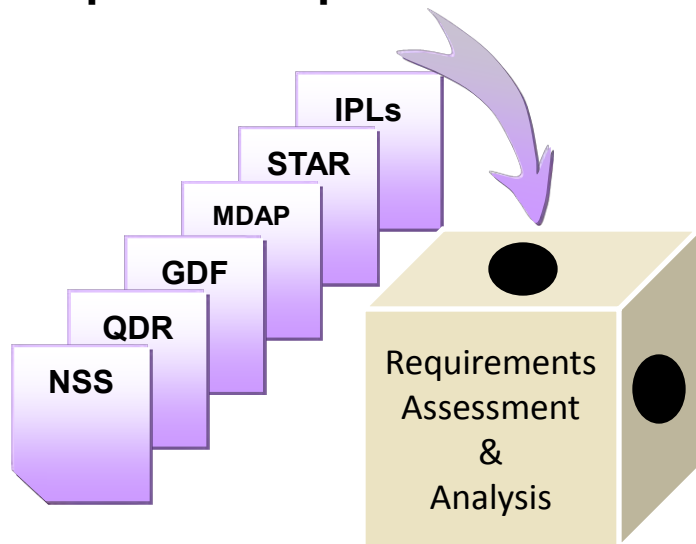 IPLs
STAR
MDAP
GDF
QDR
NSS
Requirements
Assessment
&
Analysis